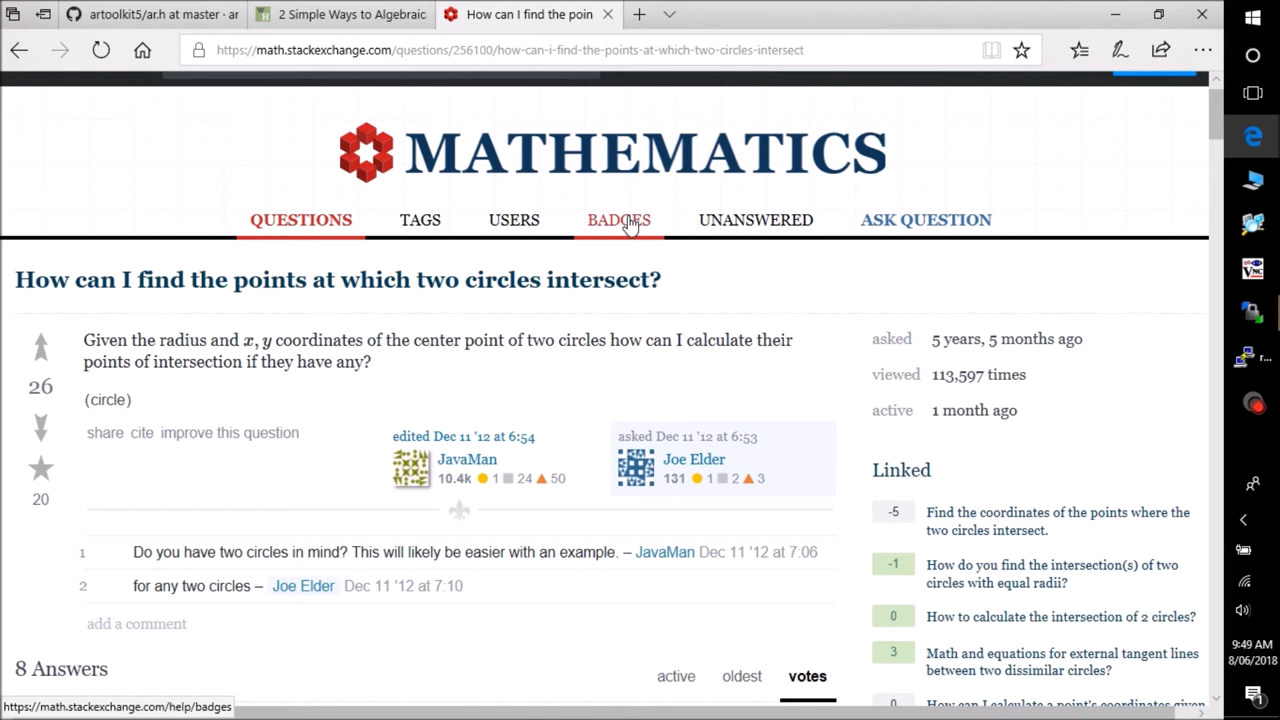 artoolkit5/ar.h at master · ar
2 Simple Ways to Algebraic
How can I find the poin
https://math.stackexchange.com/questions/256100/how-can-i-find-the-points-at-which-two-circles-intersect
MATHEMATICS
QUESTIONS TAGS USERS BADGES UNANSWERED ASK QUESTION
How can I find the points at which two circles intersect?
Given the radius and x, y coordinates of the center point of two circles how can I calculate their
points of intersection if they have any?
(circle)
share cite improve this question
26
20
edited Dec 11 '12 at 6:54
JavaMan
10.4k 1 24 50
asked Dec 11 '12 at 6:53
Joe Elder
131 1 2 3
1 Do you have two circles in mind? This will likely be easier with an example. – JavaMan Dec 11 '12 at 7:06
2 for any two circles – Joe Elder Dec 11 '12 at 7:10
add a comment
8 Answers
active oldest votes
https://math.stackexchange.com/help/badges
asked 5 years, 5 months ago
viewed 113,597 times
active 1 month ago
Linked
-5 Find the coordinates of the points where the
two circles intersect.
-1 How do you find the intersection(s) of two
circles with equal radii?
0 How to calculate the intersection of 2 circles?
3 Math and equations for external tangent lines
between two dissimilar circles?
0 How can I calculate a point's coordinates given
VNC
r...
9:49 AM
8/06/2018
1